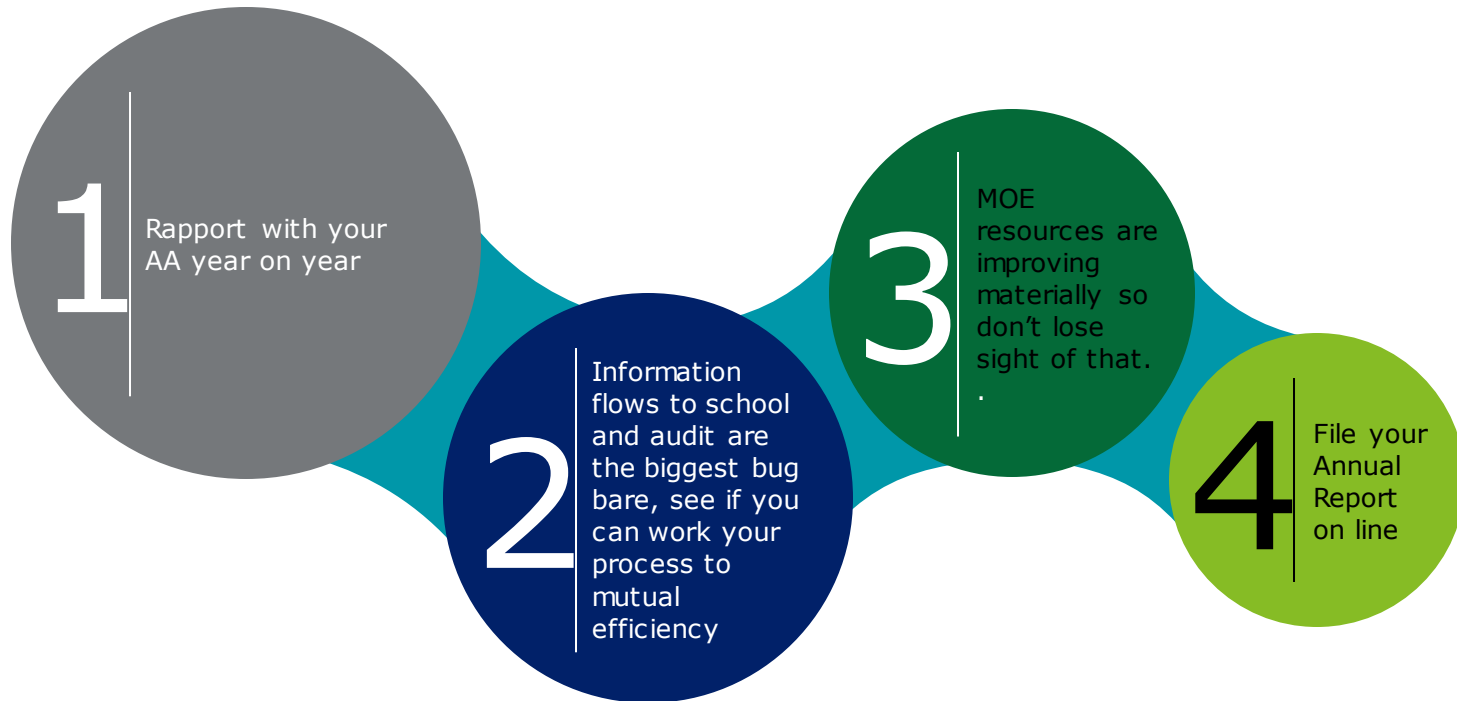 1
Rapport with your
AA year on year
2
Information
flows to school
and audit are
the biggest bug
bare, see if you
can work your
process to
mutual
efficiency
3
MOE
resources are
improving
materially so
don’t lose
sight of that.
.
4
File your
Annual
Report
on line